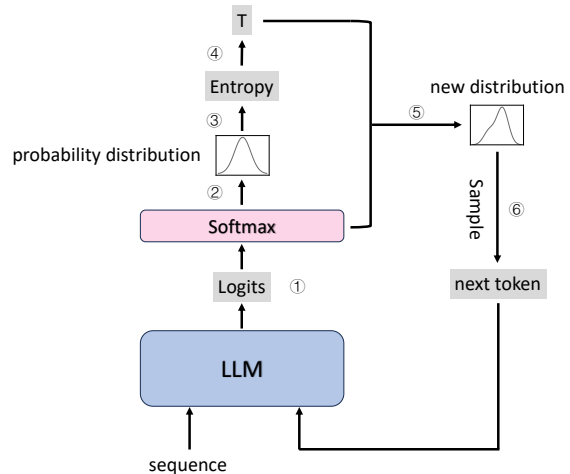 T
④
Entropy
new distribution
③
⑤
probability distribution
②
Softmax
Sample
⑥
Logits
①
next token
LLM
sequence